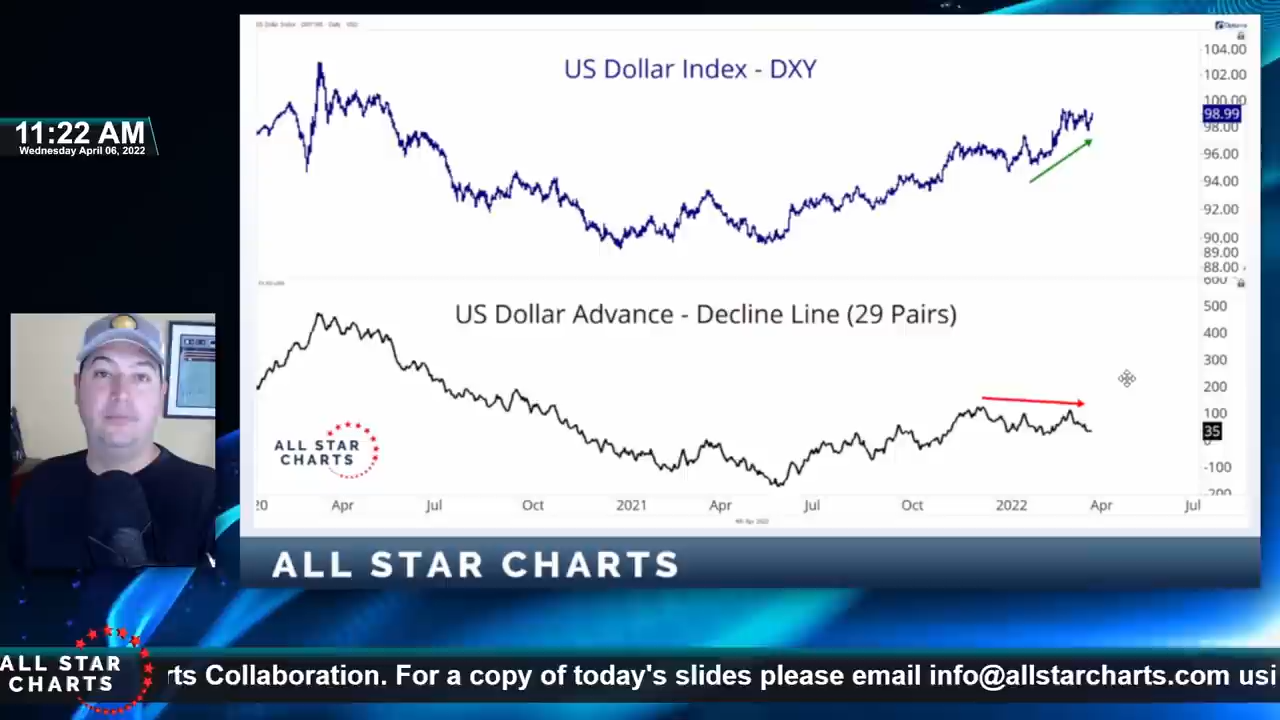 11:22 AM
Wednesday April 06, 2022
US Dollar Index - DXY
104.00
102.00
100.00
98.99
98.00
96.00
94.00
92.00
90.00
89.00
88.00
US Dollar Advance - Decline Line (29 Pairs)
600
500
400
300
200
100
35
0
-100
-200
ALL STAR
CHARTS
20 Apr Jul Oct 2021 Apr Jul Oct 2022 Apr Jul
ALL STAR CHARTS
ALL STAR
CHARTS
rts Collaboration. For a copy of today's slides please email info@allstarcharts.com usi